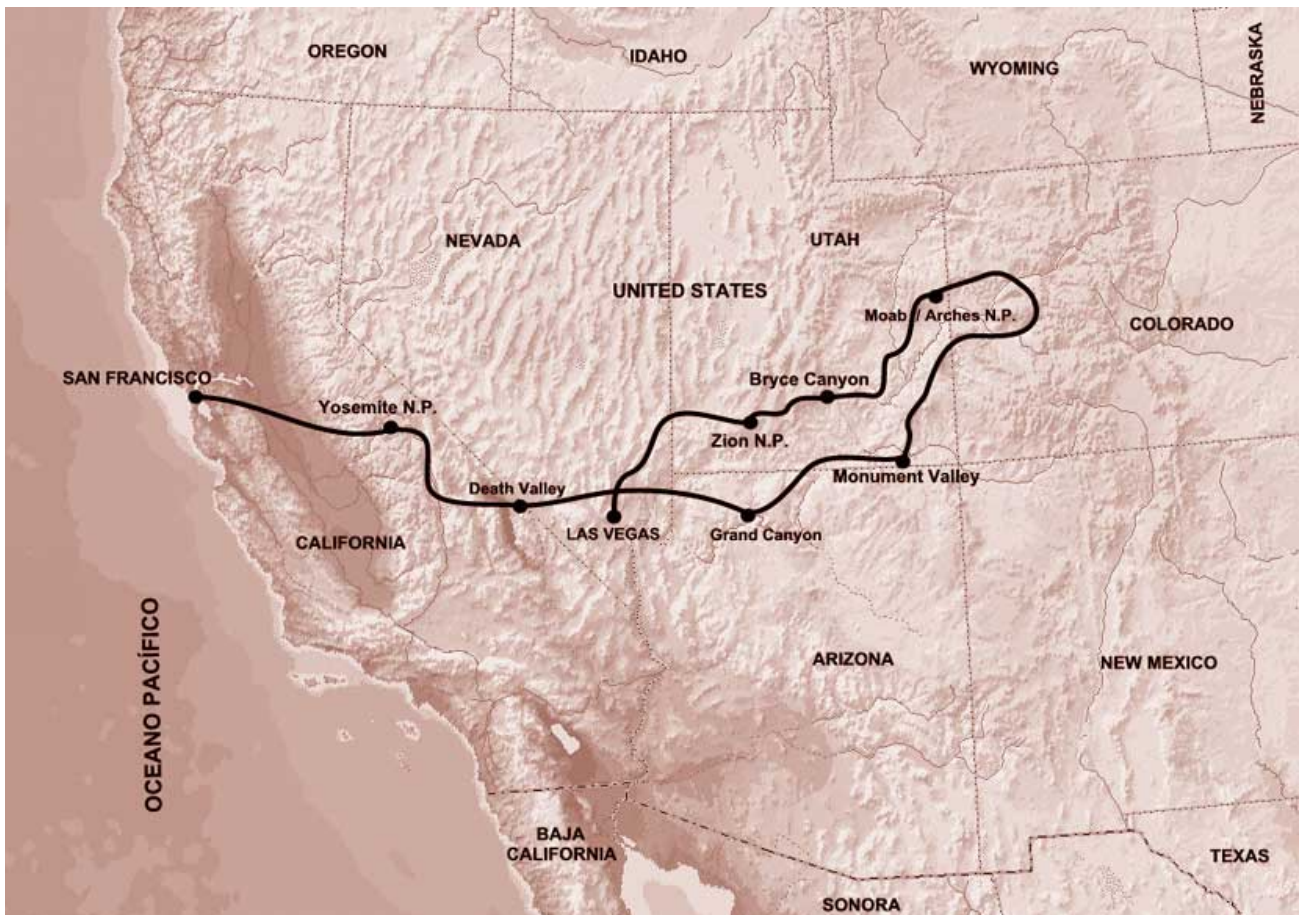 OREGON
IDAHO
WYOMING
NEBRASKA
NEVADA
UTAH
UNITED STATES
Moab / Arches N.P.
COLORADO
SAN FRANCISCO
Bryce Canyon
Yosemite N.P.
Zion N.P.
Monument Valley
Death Valley
LAS VEGAS
Grand Canyon
CALIFORNIA
OCEANO PACÍFICO
ARIZONA
NEW MEXICO
BAJA
CALIFORNIA
TEXAS
SONORA